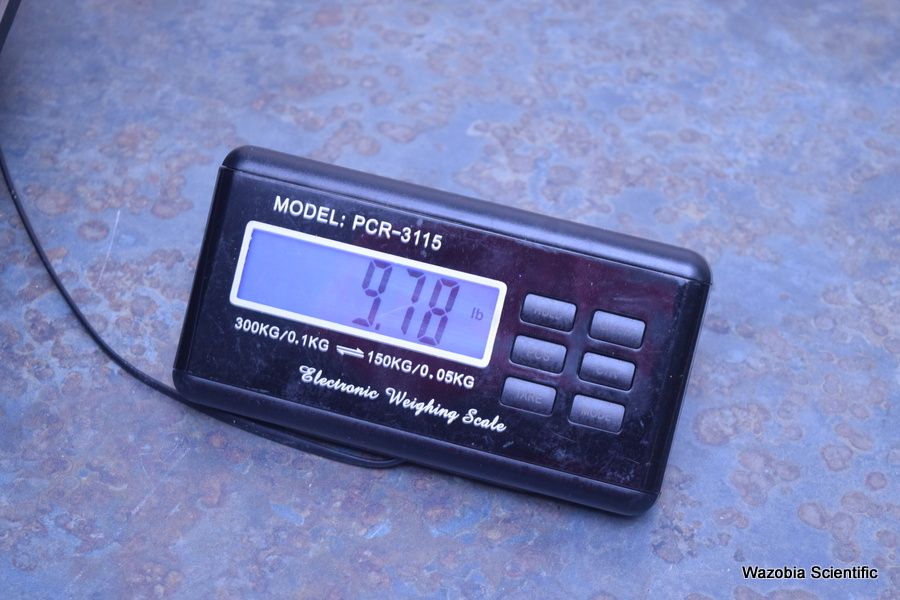 MODEL: PCR-3115
9.78 lb
300KG/0.1KG ⇌ 150KG/0.05KG
Electronic Weighing Scale
TARE
Wazobia Scientific